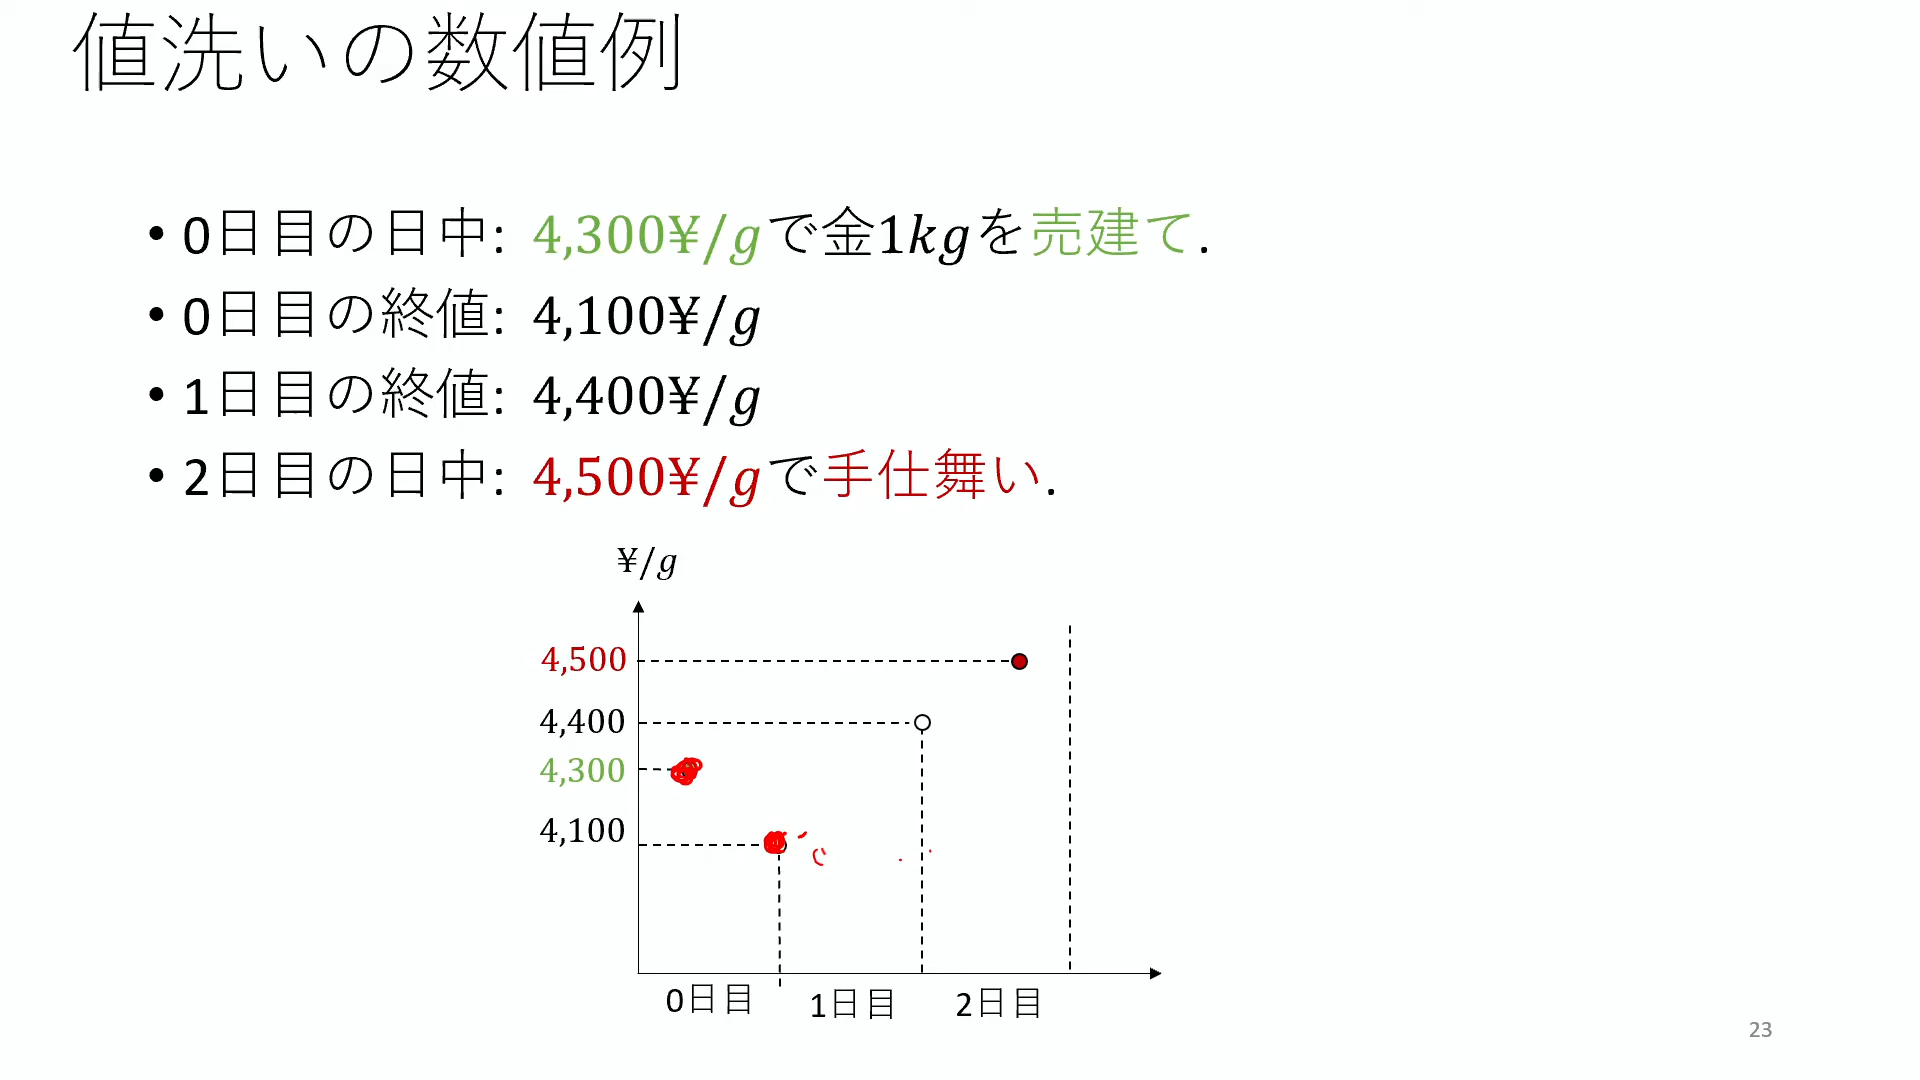 値洗いの数値例
• 0日目の日中: 4,300¥/gで金1kgを売建て.
• 0日目の終値: 4,100¥/g
• 1日目の終値: 4,400¥/g
• 2日目の日中: 4,500¥/gで手仕舞い.
¥/g
4,500
4,400
4,300
4,100
0日目 1日目 2日目
23